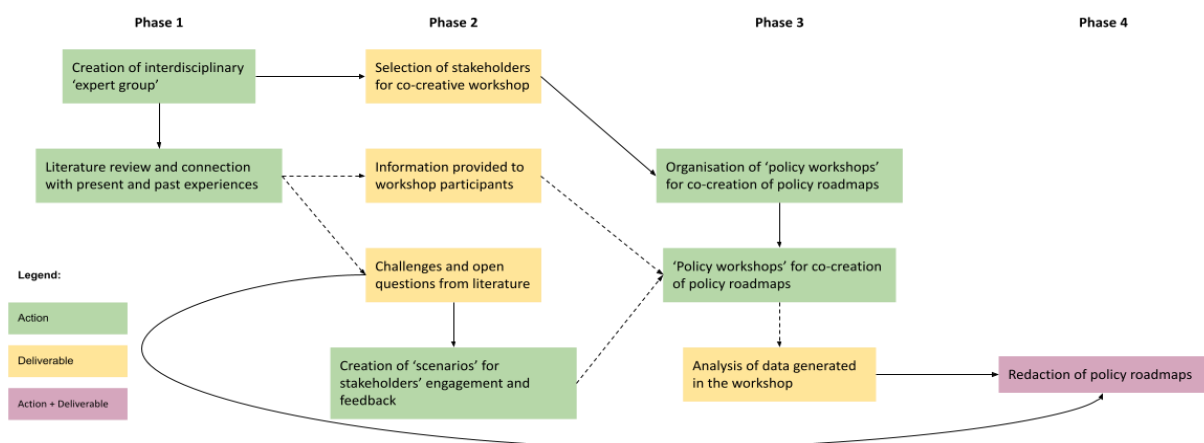 Phase 1
Phase 2
Phase 3
Phase 4
Creation of interdisciplinary
‘expert group’
Selection of stakeholders
for co-creative workshop
Literature review and connection
with present and past experiences
Information provided to
workshop participants
Organisation of ‘policy workshops’
for co-creation of policy roadmaps
Challenges and open
questions from literature
‘Policy workshops’ for co-creation
of policy roadmaps
Legend:
Action
Deliverable
Action + Deliverable
Creation of ‘scenarios’ for
stakeholders’ engagement and
feedback
Analysis of data generated
in the workshop
Redaction of policy roadmaps